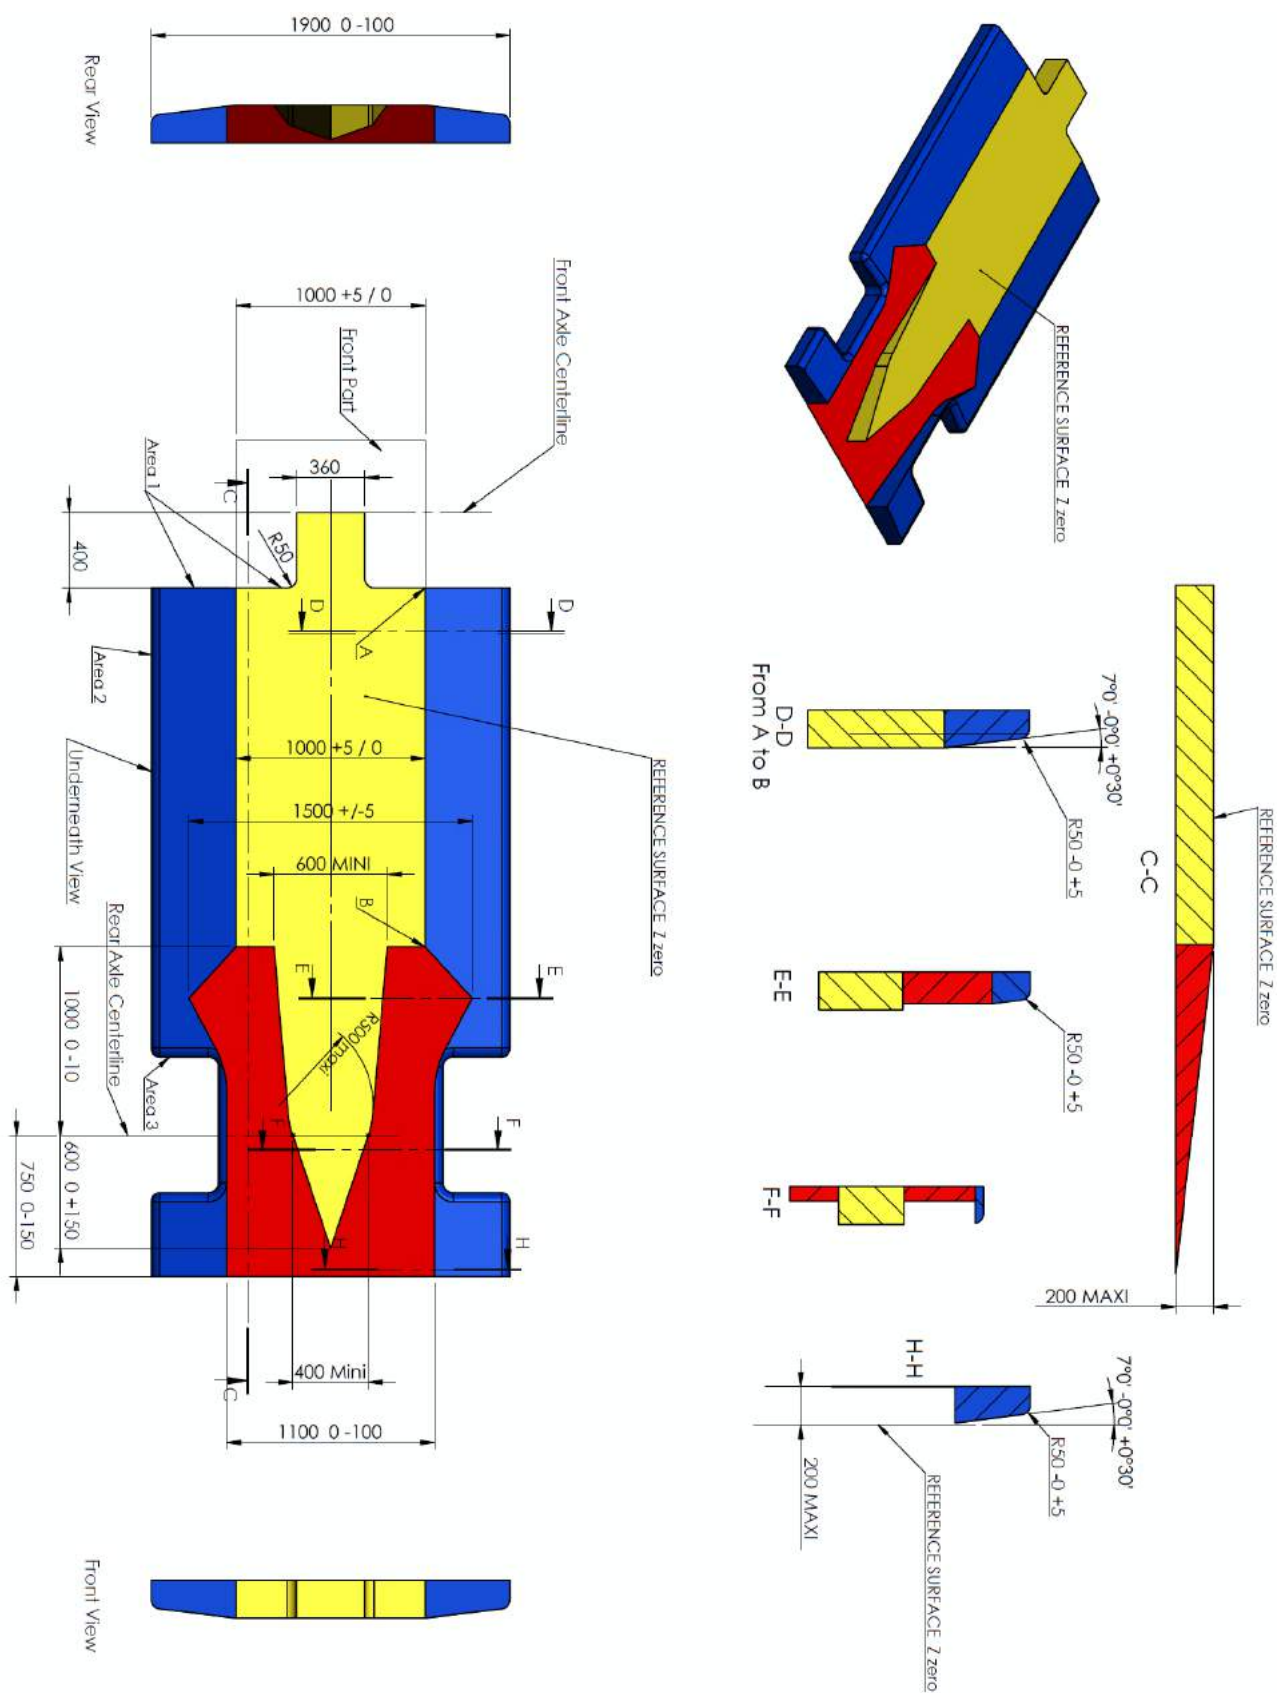 1900  0 -100
Rear View
REFERENCE SURFACE  Z zero
Front Axle Centerline
1000 +5 / 0
Front Part
360
C
Area 1
400
R50
D
D
A
Area 2
Underneath View
1000 +5 / 0
REFERENCE SURFACE  Z zero
1500 +/-5
600 MINI
B
E
E
Rear Axle Centerline
1000  0 -10
R500 maxi
Area 3
F
F
600  0 +150
750  0-150
H
H
400 Mini
C
1100  0 -100
Front View
REFERENCE SURFACE  Z zero
C-C
200 MAXI
7°0' -0°0' +0°30'
R50 -0 +5
D-D
From A to B
R50 -0 +5
E-E
F-F
7°0' -0°0' +0°30'
R50 -0 +5
H-H
REFERENCE SURFACE  Z zero
200 MAXI